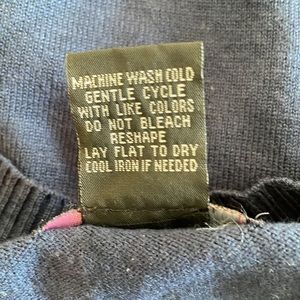 MACHINE WASH COLD
GENTLE CYCLE
WITH LIKE COLORS
DO NOT BLEACH
RESHAPE
LAY FLAT TO DRY
COOL IRON IF NEEDED